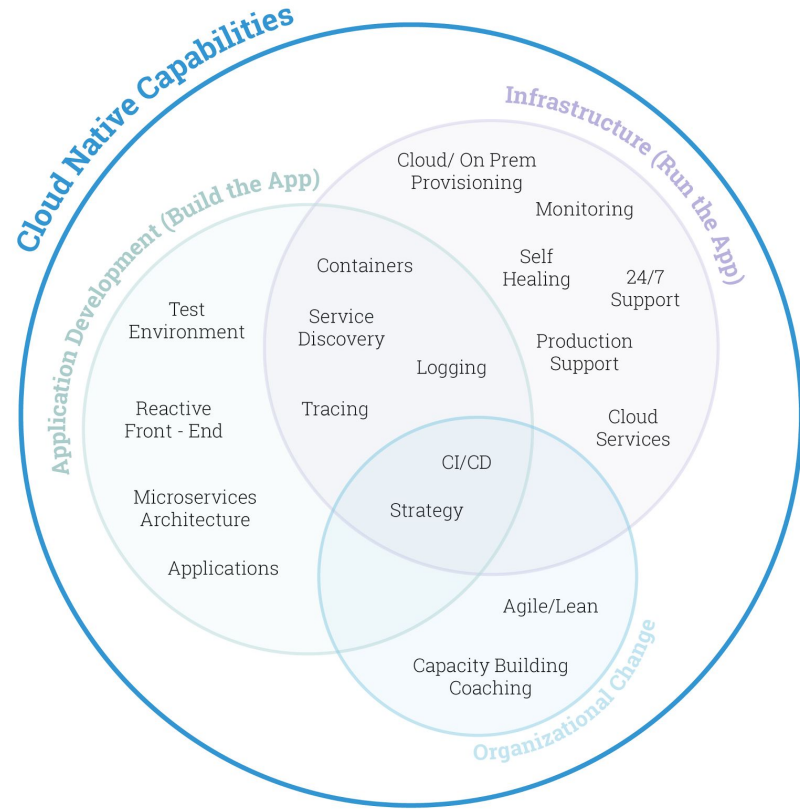 Cloud Native Capabilities
Infrastructure (Run the App)
Application Development (Build the App)
Cloud/ On Prem
Provisioning
Monitoring
Self
Healing
24/7
Support
Production
Support
Cloud
Services
Containers
Service
Discovery
Logging
Tracing
Test
Environment
Reactive
Front - End
Microservices
Architecture
Applications
CI/CD
Strategy
Agile/Lean
Capacity Building
Coaching
Organizational Change